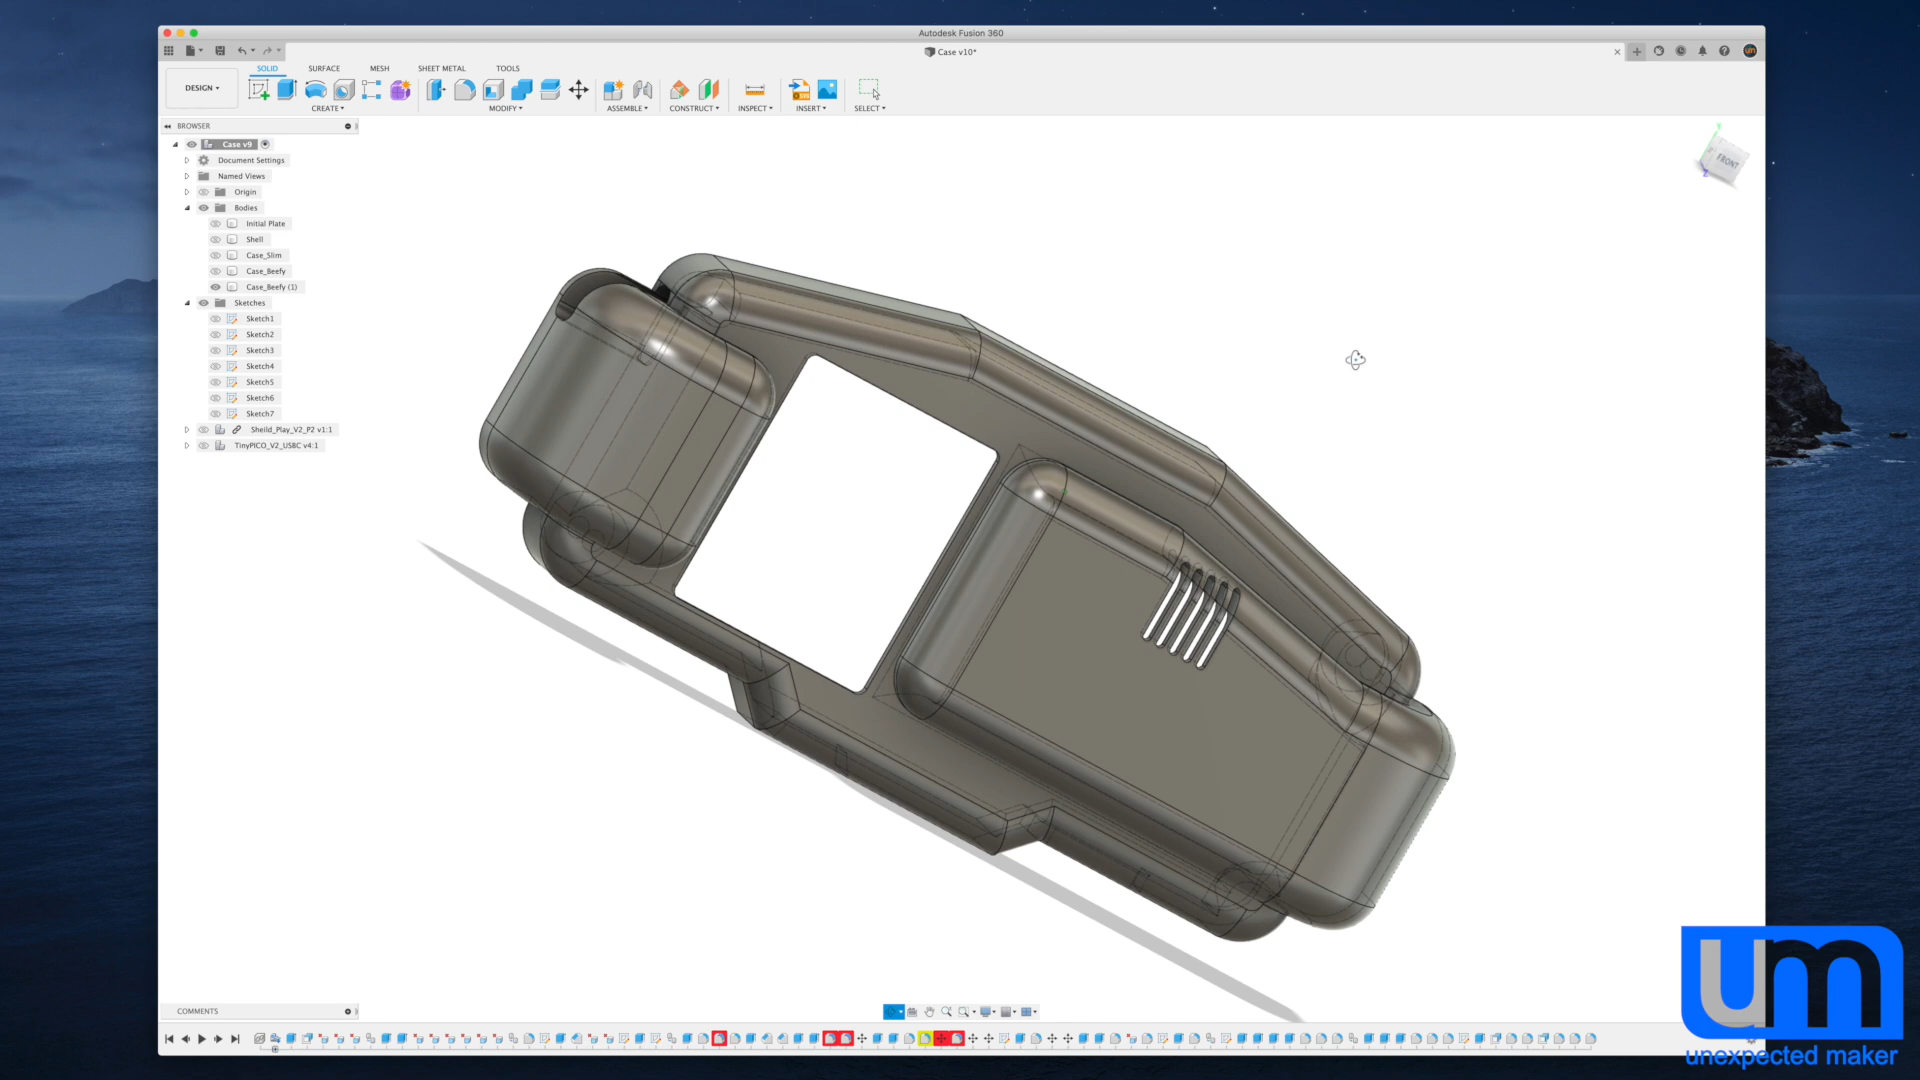 Autodesk Fusion 360
Case v10*
DESIGN
SOLID
SURFACE
MESH
SHEET METAL
TOOLS
CREATE
MODIFY
ASSEMBLE
CONSTRUCT
INSPECT
INSERT
SELECT
BROWSER
Case v9
Document Settings
Named Views
Origin
Bodies
Initial Plate
Shell
Case_Slim
Case_Beefy
Case_Beefy (1)
Sketches
Sketch1
Sketch2
Sketch3
Sketch4
Sketch5
Sketch6
Sketch7
Sheild_Play_V2_P2 v1:1
TinyPICO_V2_USBC v4:1
FRONT
Y
Z
COMMENTS
um
unexpected maker